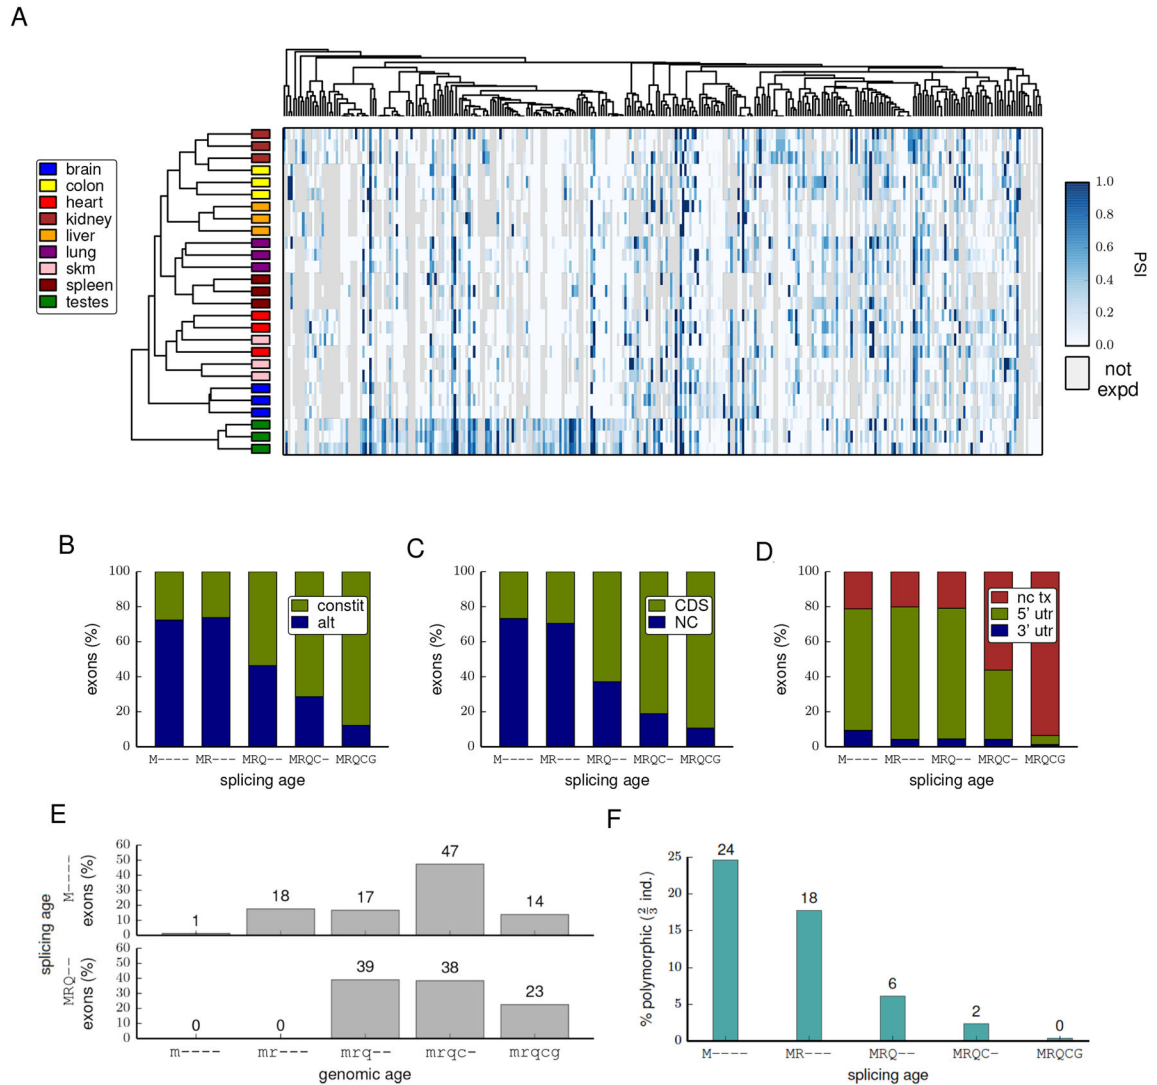 A
brain
colon
heart
kidney
liver
lung
skm
spleen
testes
1.0
0.8
0.6
0.4
0.2
0.0
PSI
not
expd
B
100
80
60
40
20
0
exons (%)
constit
alt
M---- MR--- MRQ-- MRQC- MRQCG
splicing age
C
100
80
60
40
20
0
exons (%)
CDS
NC
M---- MR--- MRQ-- MRQC- MRQCG
splicing age
D
100
80
60
40
20
0
exons (%)
nc tx
5' utr
3' utr
M---- MR--- MRQ-- MRQC- MRQCG
splicing age
E
splicing age
M----
exons (%)
60
50
40
30
20
10
0
1 18 17 47 14
MRQ--
exons (%)
60
50
40
30
20
10
0
0 0 39 38 23
m---- mr--- mrq-- mrqc- mrqcg
genomic age
F
% polymorphic (2/3 ind.)
25
20
15
10
5
0
24 18 6 2 0
M---- MR--- MRQ-- MRQC- MRQCG
splicing age